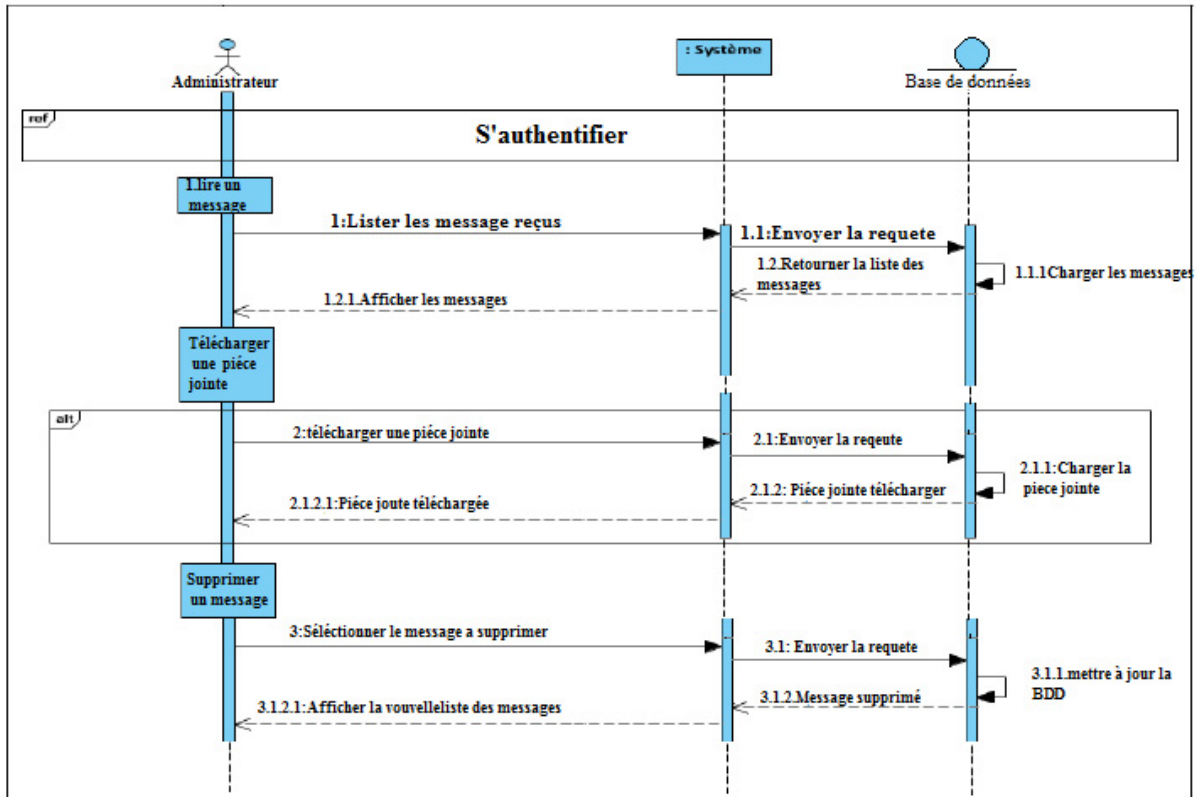 : Système
Administrateur
Base de données
ref
S'authentifier
1.lire un
message
1:Lister les message reçus
1.1:Envoyer la requete
1.2.Retourner la liste des
messages
1.1.1Charger les messages
1.2.1.Afficher les messages
Télécharger
une piéce
jointe
alt
2:télécharger une piéce jointe
2.1:Envoyer la reqeute
2.1.1:Charger la
piece jointe
2.1.2: Piéce jointe télécharger
2.1.2.1:Piéce joute téléchargée
Supprimer
un message
3:Séléctionner le message a supprimer
3.1: Envoyer la requete
3.1.1.mettre à jour la
BDD
3.1.2.Message supprimé
3.1.2.1:Afficher la vouvelleliste des messages